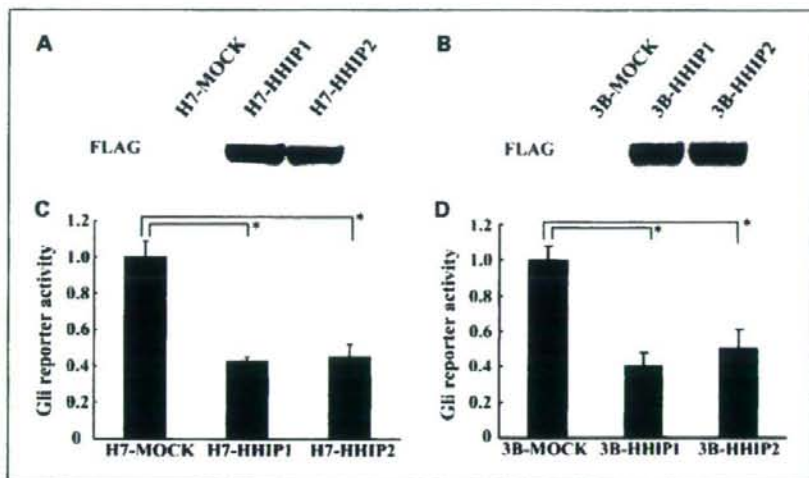 A
H7-MOCK
H7-HHIP1
H7-HHIP2
FLAG
B
3B-MOCK
3B-HHIP1
3B-HHIP2
FLAG
C
Gli reporter activity
1.2
1.0
0.8
0.6
0.4
0.2
0
*
*
H7-MOCK H7-HHIP1 H7-HHIP2
D
Gli reporter activity
1.2
1.0
0.8
0.6
0.4
0.2
0
*
*
3B-MOCK 3B-HHIP1 3B-HHIP2